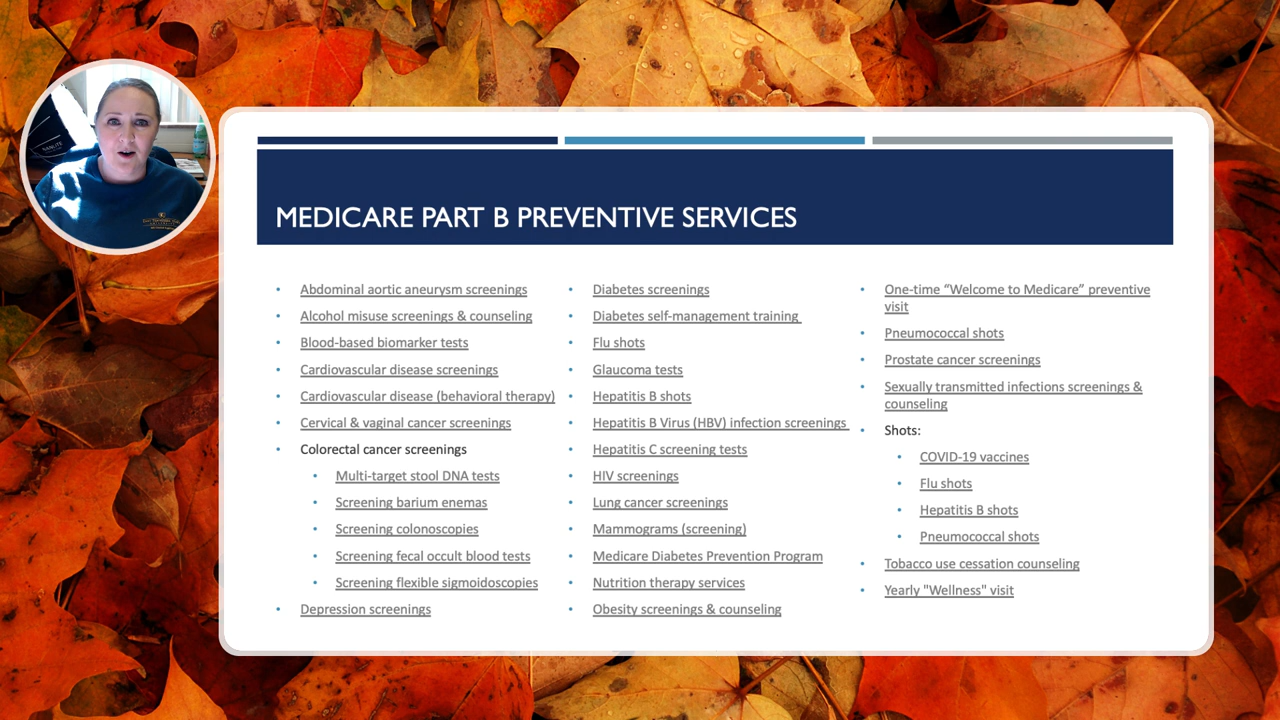 MEDICARE PART B PREVENTIVE SERVICES
Abdominal aortic aneurysm screenings
Alcohol misuse screenings & counseling
Blood-based biomarker tests
Cardiovascular disease screenings
Cardiovascular disease (behavioral therapy)
Cervical & vaginal cancer screenings
Colorectal cancer screenings
Multi-target stool DNA tests
Screening barium enemas
Screening colonoscopies
Screening fecal occult blood tests
Screening flexible sigmoidoscopies
Depression screenings
Diabetes screenings
Diabetes self-management training
Flu shots
Glaucoma tests
Hepatitis B shots
Hepatitis B Virus (HBV) infection screenings
Hepatitis C screening tests
HIV screenings
Lung cancer screenings
Mammograms (screening)
Medicare Diabetes Prevention Program
Nutrition therapy services
Obesity screenings & counseling
One-time “Welcome to Medicare” preventive
visit
Pneumococcal shots
Prostate cancer screenings
Sexually transmitted infections screenings &
counseling
Shots:
COVID-19 vaccines
Flu shots
Hepatitis B shots
Pneumococcal shots
Tobacco use cessation counseling
Yearly "Wellness" visit